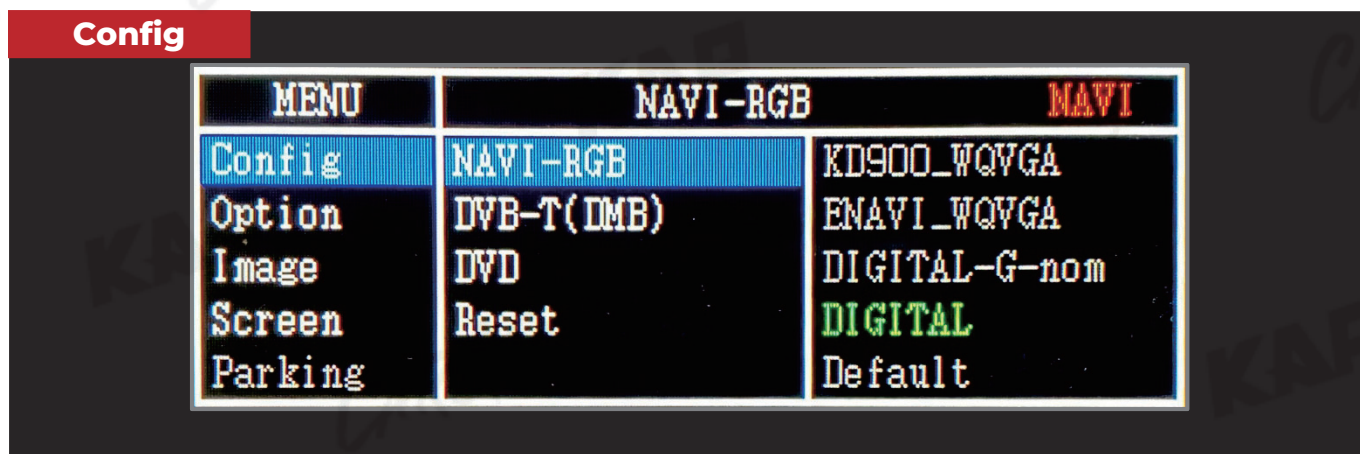 Config
MENU NAVI-RGB NAVI
Config NAVI-RGB KD900_WQVGA
Option DVB-T(DMB) ENAVI_WQVGA
Image DVD DIGITAL-G-nom
Screen Reset DIGITAL
Parking Default